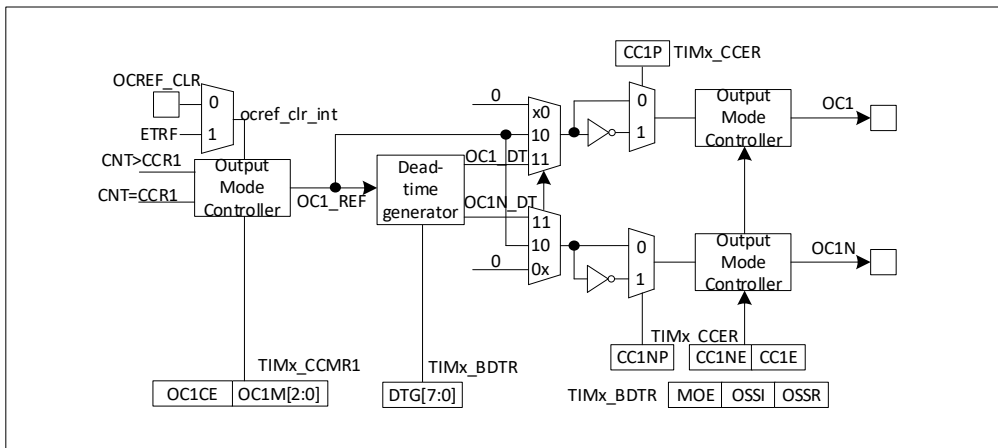 CC1P TIMx_CCER
OCREF_CLR
0
ocref_clr_int
ETRF
1
CNT>CCR1
CNT=CCR1
Output Mode Controller
OC1_REF
Dead-time generator
OC1_DT
OC1N_DT
0
x0
10
11
11
10
0x
0
0
1
Output Mode Controller
OC1
0
1
Output Mode Controller
OC1N
TIMx_CCER
CC1NP CC1NE CC1E
TIMx_CCMR1
OC1CE OC1M[2:0]
TIMx_BDTR
DTG[7:0]
TIMx_BDTR MOE OSSI OSSR